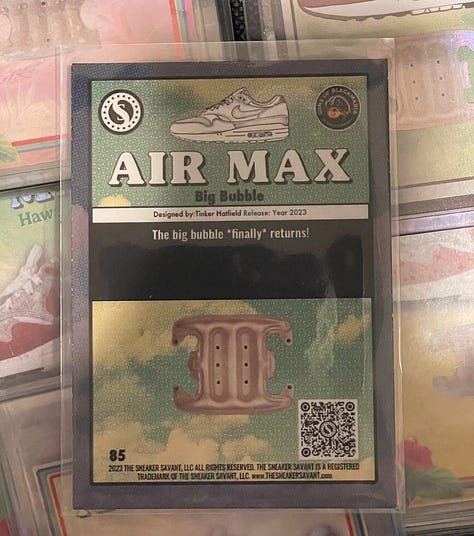 S
AIR MAX
Big Bubble
Designed by:Tinker Hatfield Release: Year 2023
The big bubble *finally* returns!
85
2023 THE SNEAKER SAVANT, LLC ALL RIGHTS RESERVED. THE SNEAKER SAVANT IS A REGISTERED
TRADEMARK OF THE SNEAKER SAVANT, LLC. www.THESNEAKERSAVANT.com
Haw